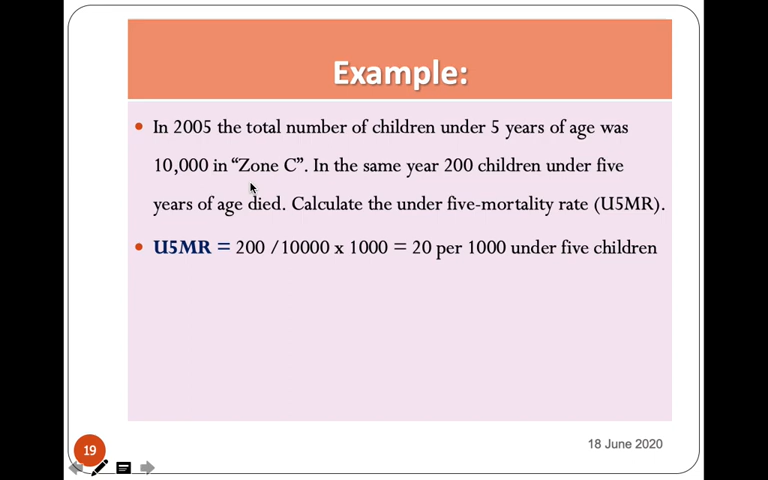 Example:
• In 2005 the total number of children under 5 years of age was
10,000 in “Zone C”. In the same year 200 children under five
years of age died. Calculate the under five-mortality rate (U5MR).
• U5MR = 200 /10000 x 1000 = 20 per 1000 under five children
19
18 June 2020